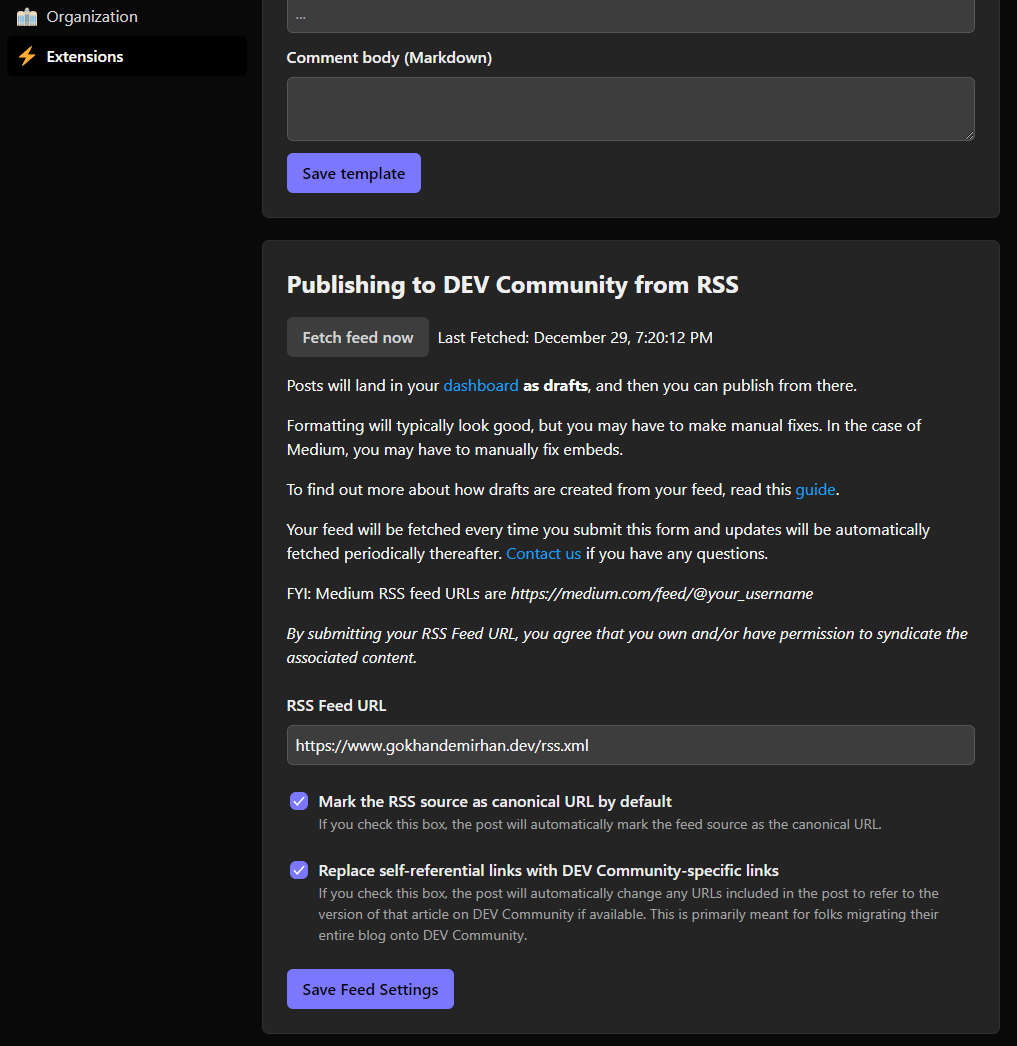 Organization
Extensions
...
Comment body (Markdown)
Save template
Publishing to DEV Community from RSS
Fetch feed now Last Fetched: December 29, 7:20:12 PM
Posts will land in your dashboard as drafts, and then you can publish from there.
Formatting will typically look good, but you may have to make manual fixes. In the case of
Medium, you may have to manually fix embeds.
To find out more about how drafts are created from your feed, read this guide.
Your feed will be fetched every time you submit this form and updates will be automatically
fetched periodically thereafter. Contact us if you have any questions.
FYI: Medium RSS feed URLs are https://medium.com/feed/@your_username
By submitting your RSS Feed URL, you agree that you own and/or have permission to syndicate the
associated content.
RSS Feed URL
https://www.gokhandemirhan.dev/rss.xml
Mark the RSS source as canonical URL by default
If you check this box, the post will automatically mark the feed source as the canonical URL.
Replace self-referential links with DEV Community-specific links
If you check this box, the post will automatically change any URLs included in the post to refer to the
version of that article on DEV Community if available. This is primarily meant for folks migrating their
entire blog onto DEV Community.
Save Feed Settings